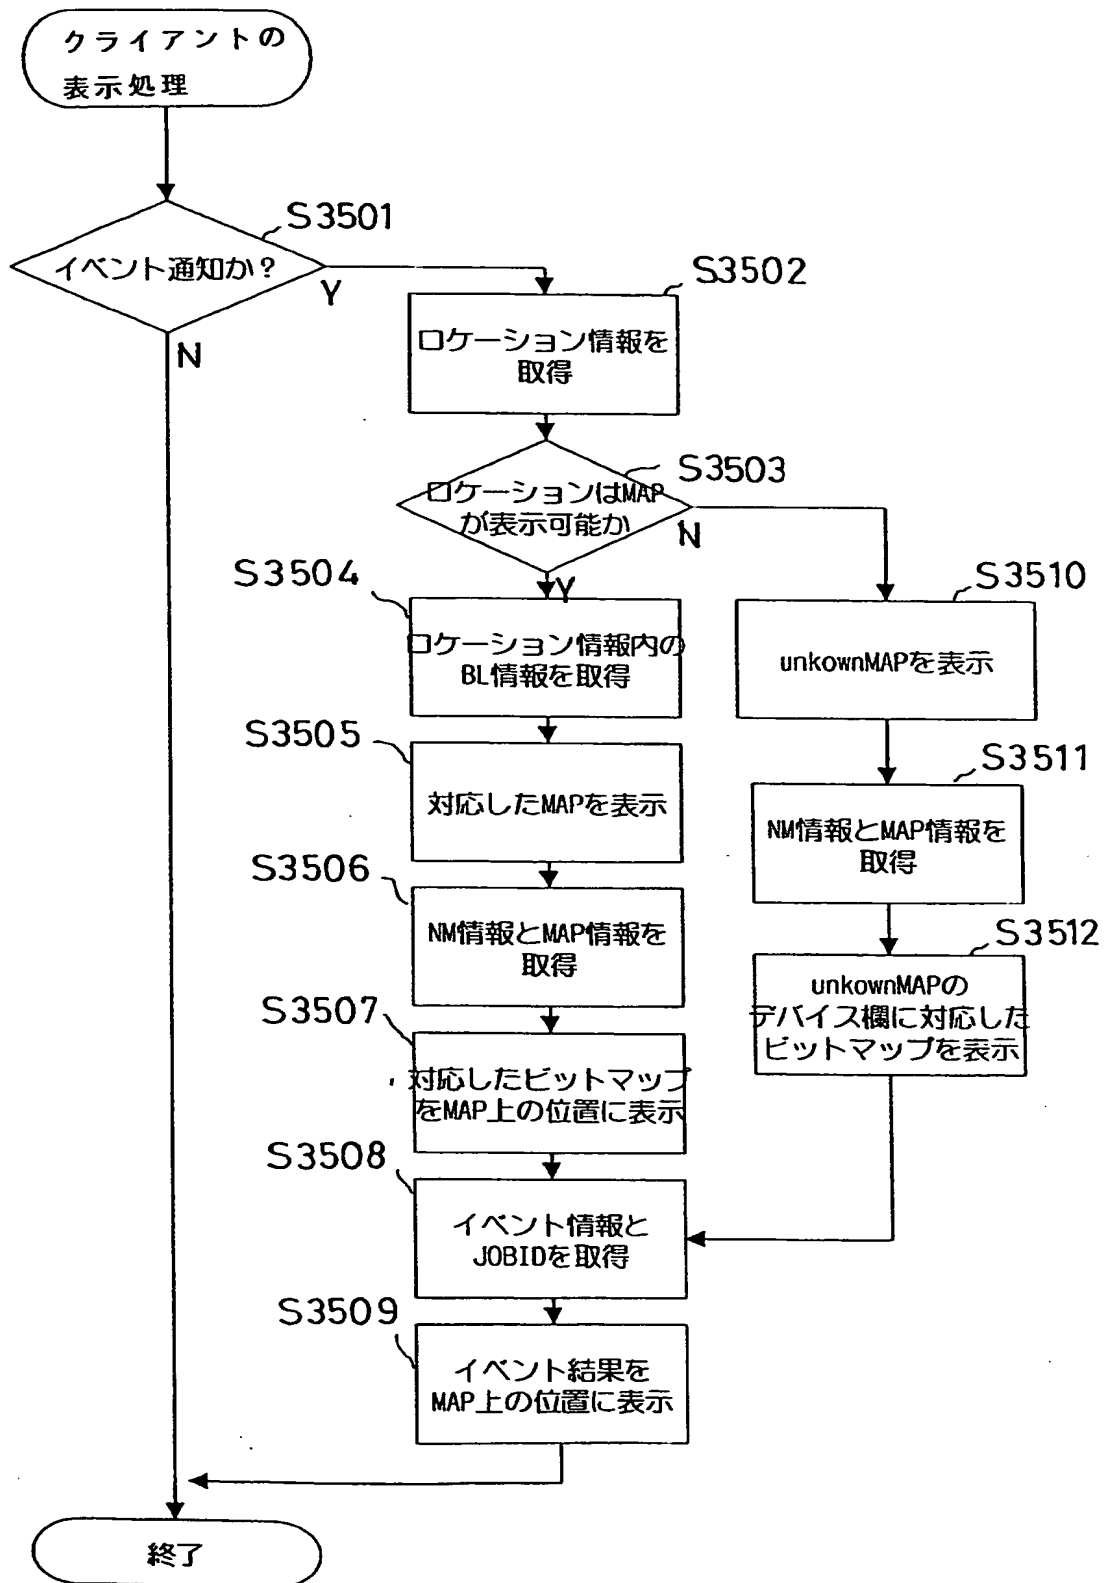 クライアントの
表示処理
S3501
イベント通知か?
Y
N
S3502
ロケーション情報を
取得
S3503
ロケーションはMAP
が表示可能か
N
Y
S3504
ロケーション情報内の
BL情報を取得
S3510
unkownMAPを表示
S3505
対応したMAPを表示
S3511
NM情報とMAP情報を
取得
S3506
NM情報とMAP情報を
取得
S3512
unkownMAPの
デバイス欄に対応した
ビットマップを表示
S3507
対応したビットマップ
をMAP上の位置に表示
S3508
イベント情報と
JOBIDを取得
S3509
イベント結果を
MAP上の位置に表示
終了